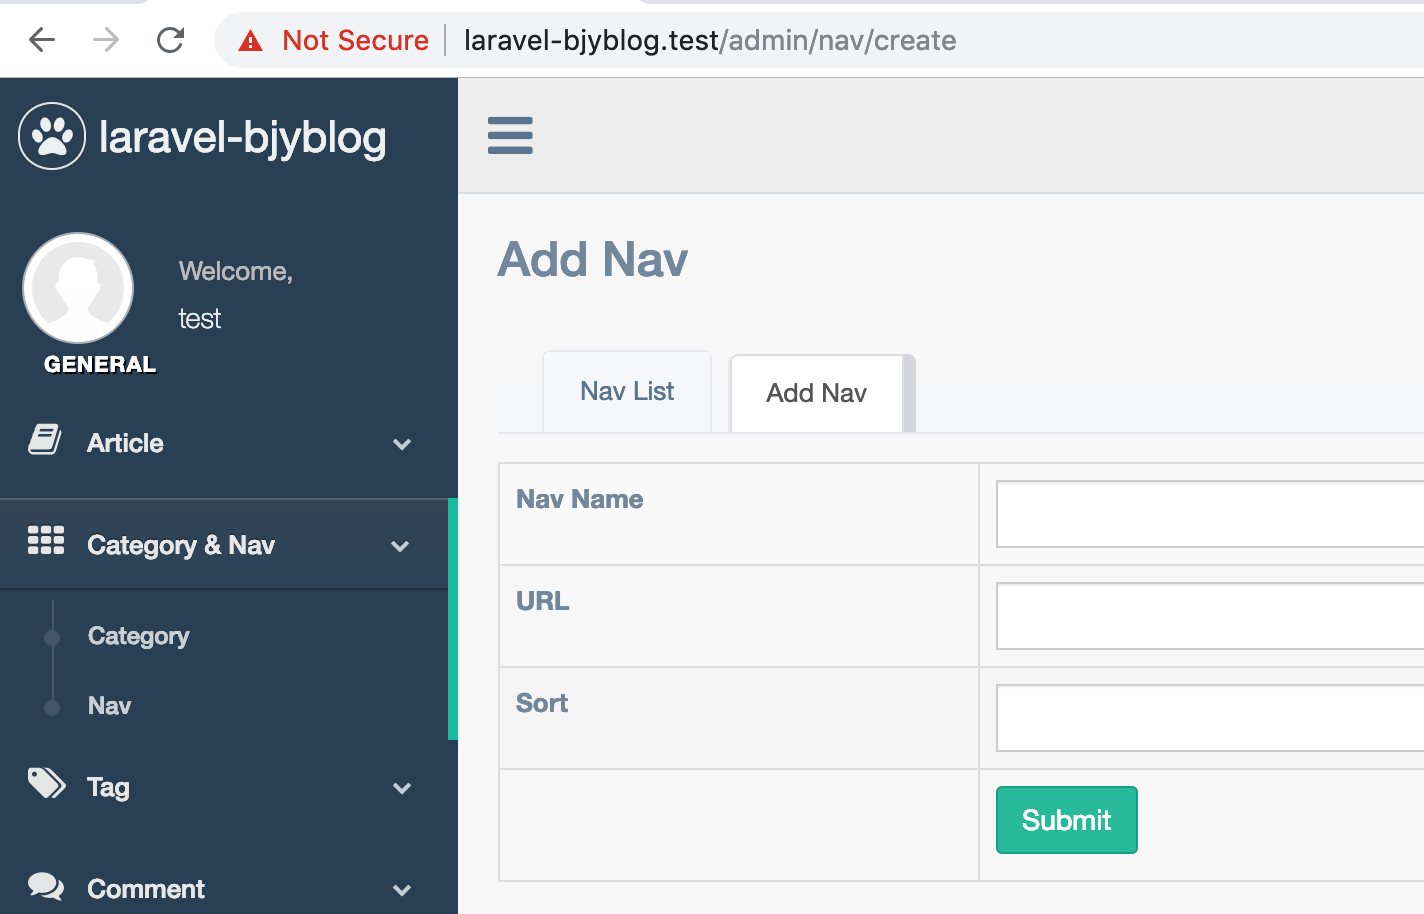 Not Secure laravel-bjyblog.test/admin/nav/create
laravel-bjyblog
Welcome,
test
GENERAL
Article
Category & Nav
Category
Nav
Tag
Comment
Add Nav
Nav List
Add Nav
Nav Name
URL
Sort
Submit